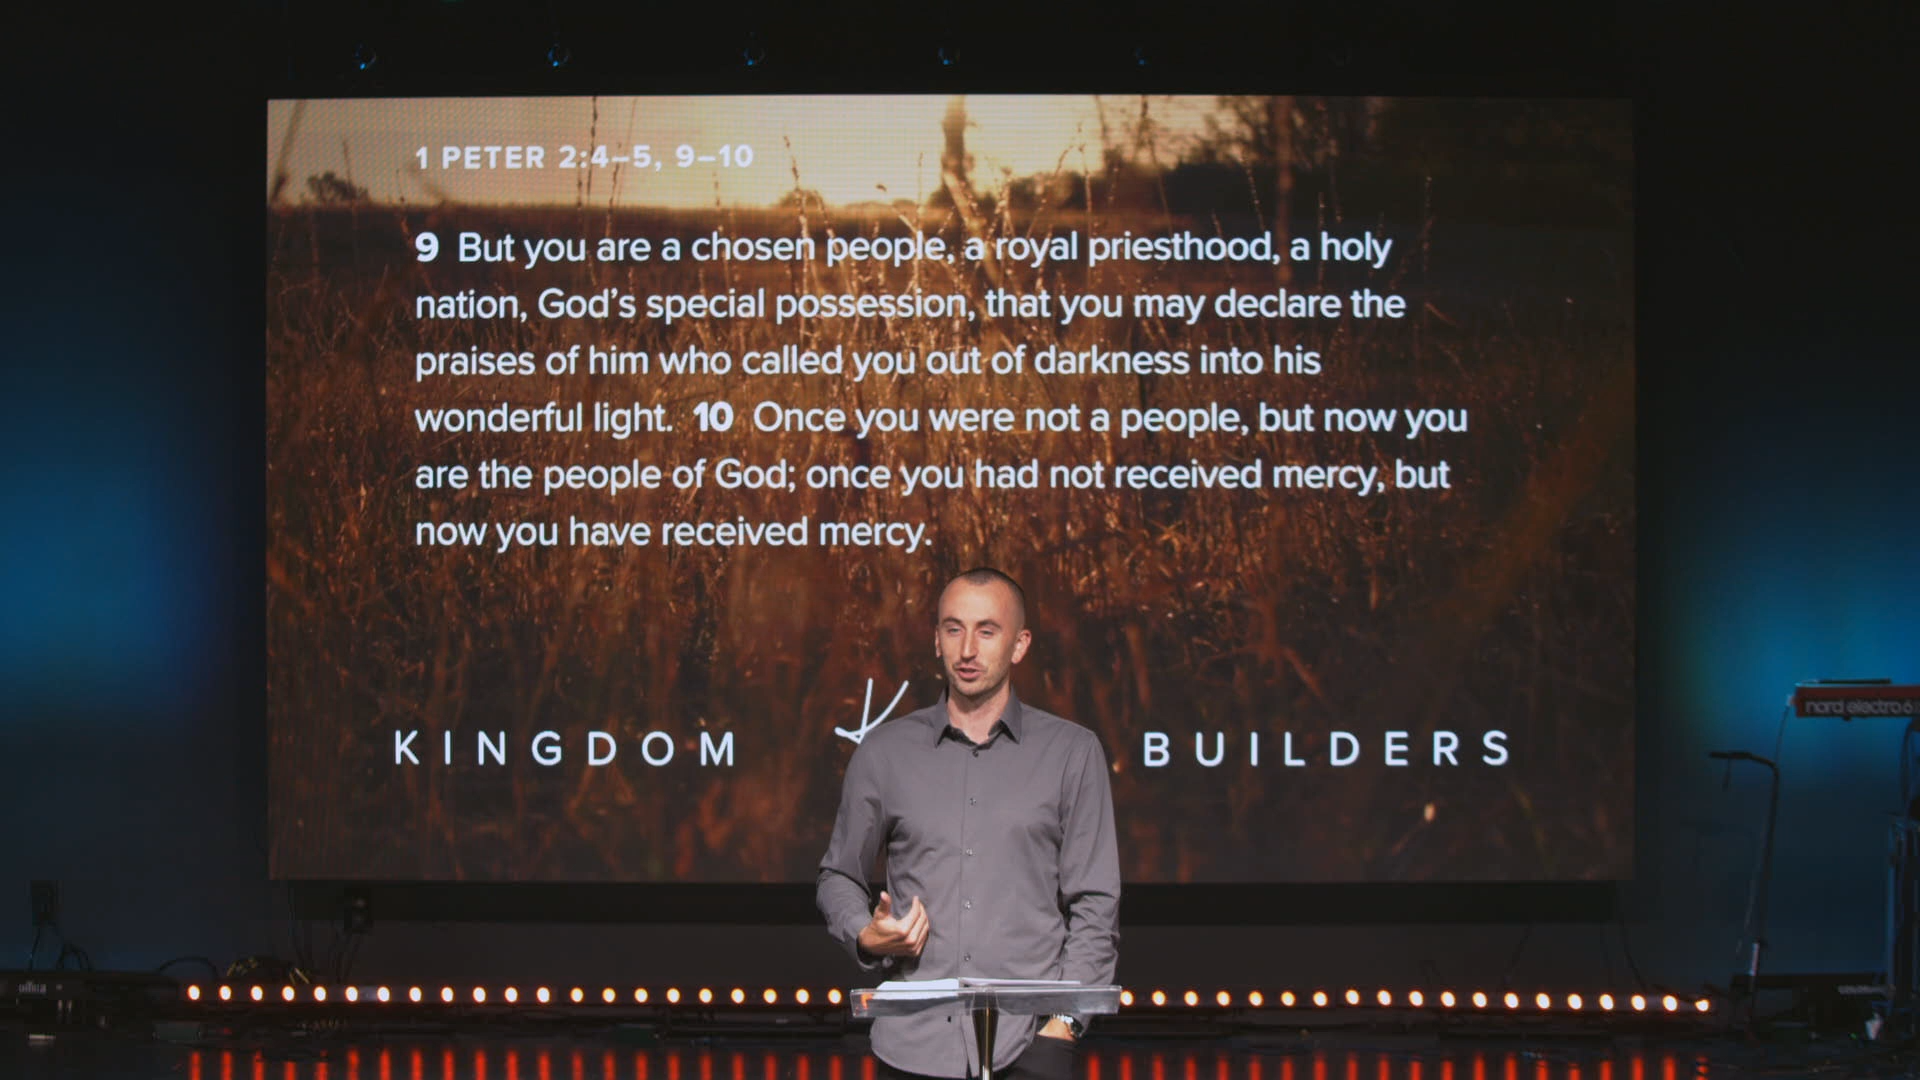 1 PETER 2:4–5, 9–10
9 But you are a chosen people, a royal priesthood, a holy
nation, God’s special possession, that you may declare the
praises of him who called you out of darkness into his
wonderful light. 10 Once you were not a people, but now you
are the people of God; once you had not received mercy, but
now you have received mercy.
nord electro 6
KINGDOM K BUILDERS